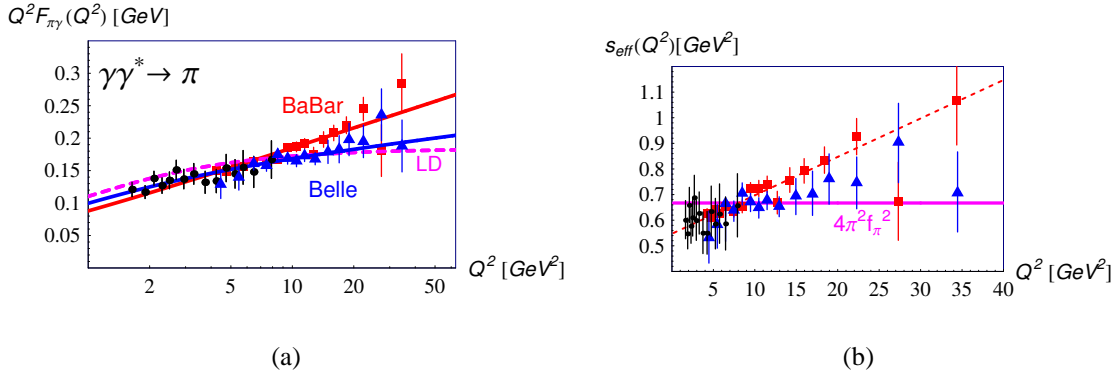 Q²F_πγ(Q²) [GeV]
γγ* → π
0.3
0.25
0.2
0.15
0.1
0.05
BaBar
LD
Belle
2
5
10
20
50
Q² [GeV²]
(a)
s_eff(Q²)[GeV²]
1.1
1
0.9
0.8
0.7
0.6
0.5
4π²f_π²
5
10
15
20
25
30
35
40
Q² [GeV²]
(b)